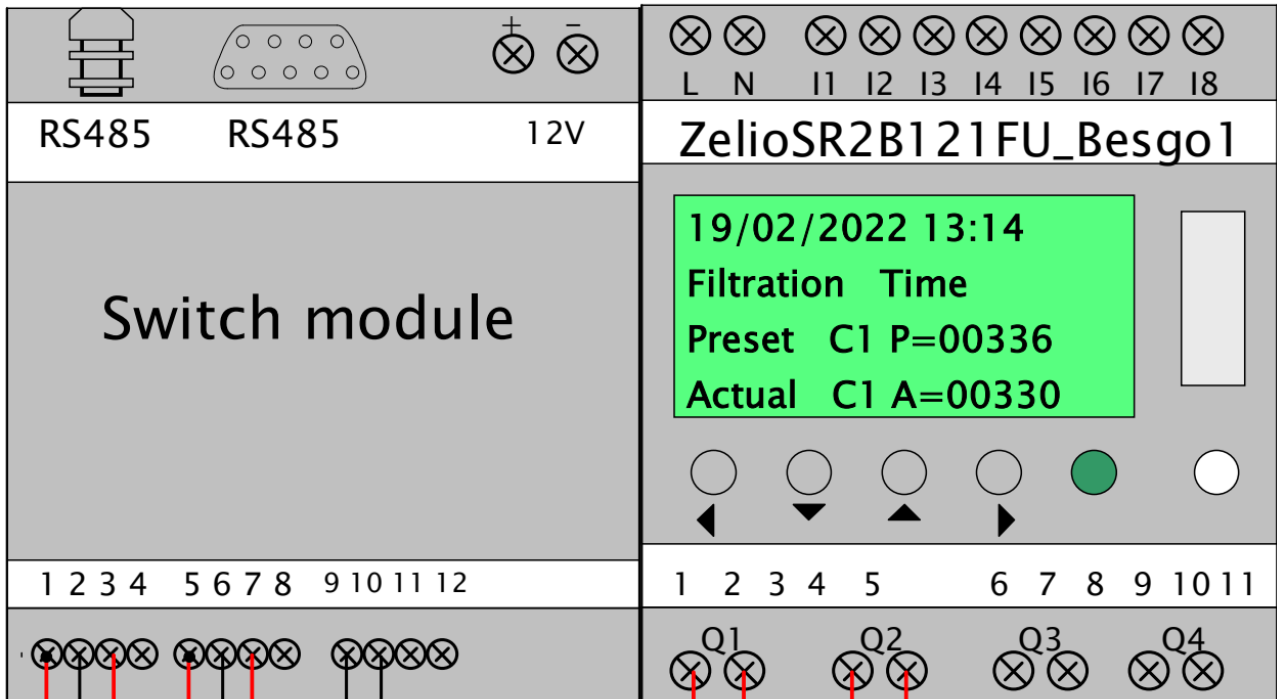 + −
RS485 RS485 12V
Switch module
1 2 3 4 5 6 7 8 9 10 11 12
L N I1 I2 I3 I4 I5 I6 I7 I8
ZelioSR2B121FU_Besgo1
19/02/2022 13:14
Filtration Time
Preset C1 P=00336
Actual C1 A=00330
1 2 3 4 5 6 7 8 9 10 11
Q1 Q2 Q3 Q4